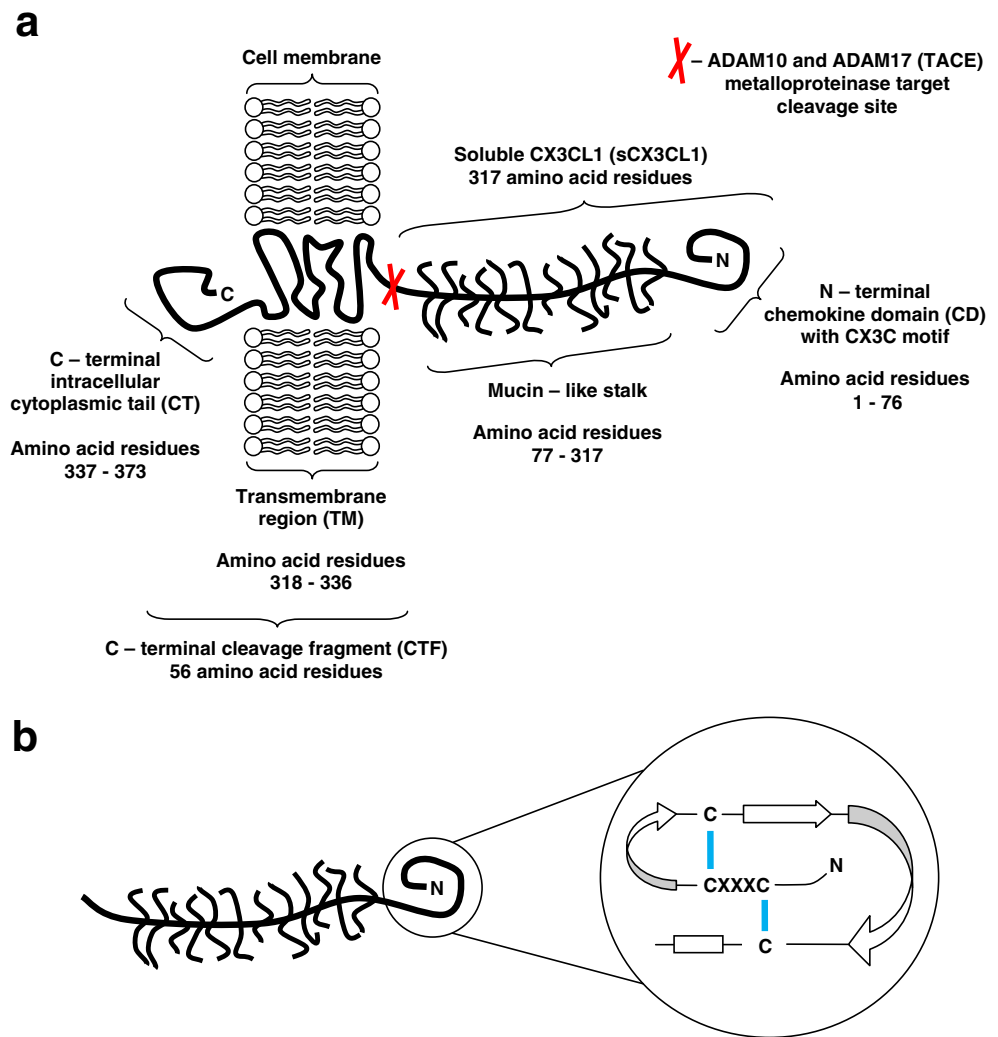 a
Cell membrane
X – ADAM10 and ADAM17 (TACE)
metalloproteinase target
cleavage site
Soluble CX3CL1 (sCX3CL1)
317 amino acid residues
N
C
N – terminal
chemokine domain (CD)
with CX3C motif
Amino acid residues
1 - 76
C – terminal
intracellular
cytoplasmic tail (CT)
Amino acid residues
337 - 373
Mucin – like stalk
Amino acid residues
77 - 317
Transmembrane
region (TM)
Amino acid residues
318 - 336
C – terminal cleavage fragment (CTF)
56 amino acid residues
b
N
C
CXXXC
N
C